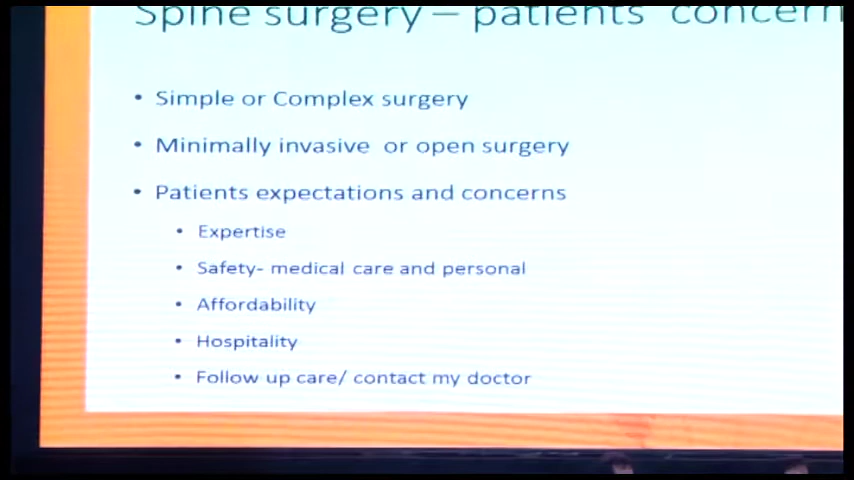 Spine surgery – patients' concern
• Simple or Complex surgery
• Minimally invasive or open surgery
• Patients expectations and concerns
• Expertise
• Safety- medical care and personal
• Affordability
• Hospitality
• Follow up care/ contact my doctor